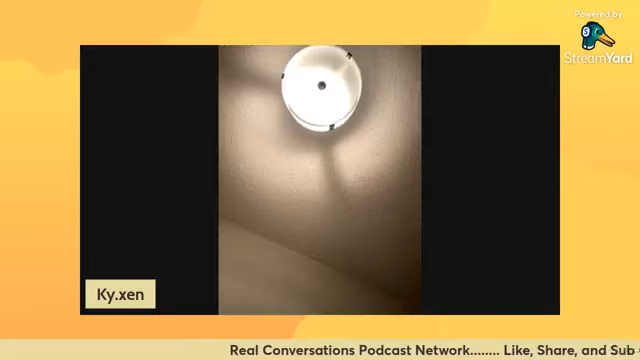 Powered by
StreamYard
Ky.xen
Real Conversations Podcast Network........ Like, Share, and Sub